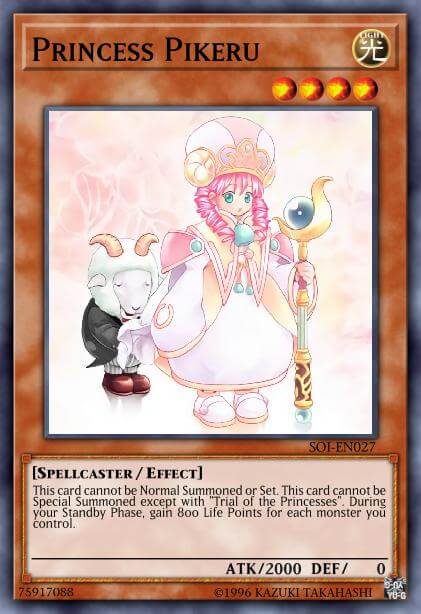 PRINCESS PIKERU
LIGHT
光
SOI-EN027
[SPELLCASTER / EFFECT]
This card cannot be Normal Summoned or Set. This card cannot be
Special Summoned except with "Trial of the Princesses". During
your Standby Phase, gain 800 Life Points for each monster you
control.
ATK/2000 DEF/ 0
75917088
©1996 KAZUKI TAKAHASHI